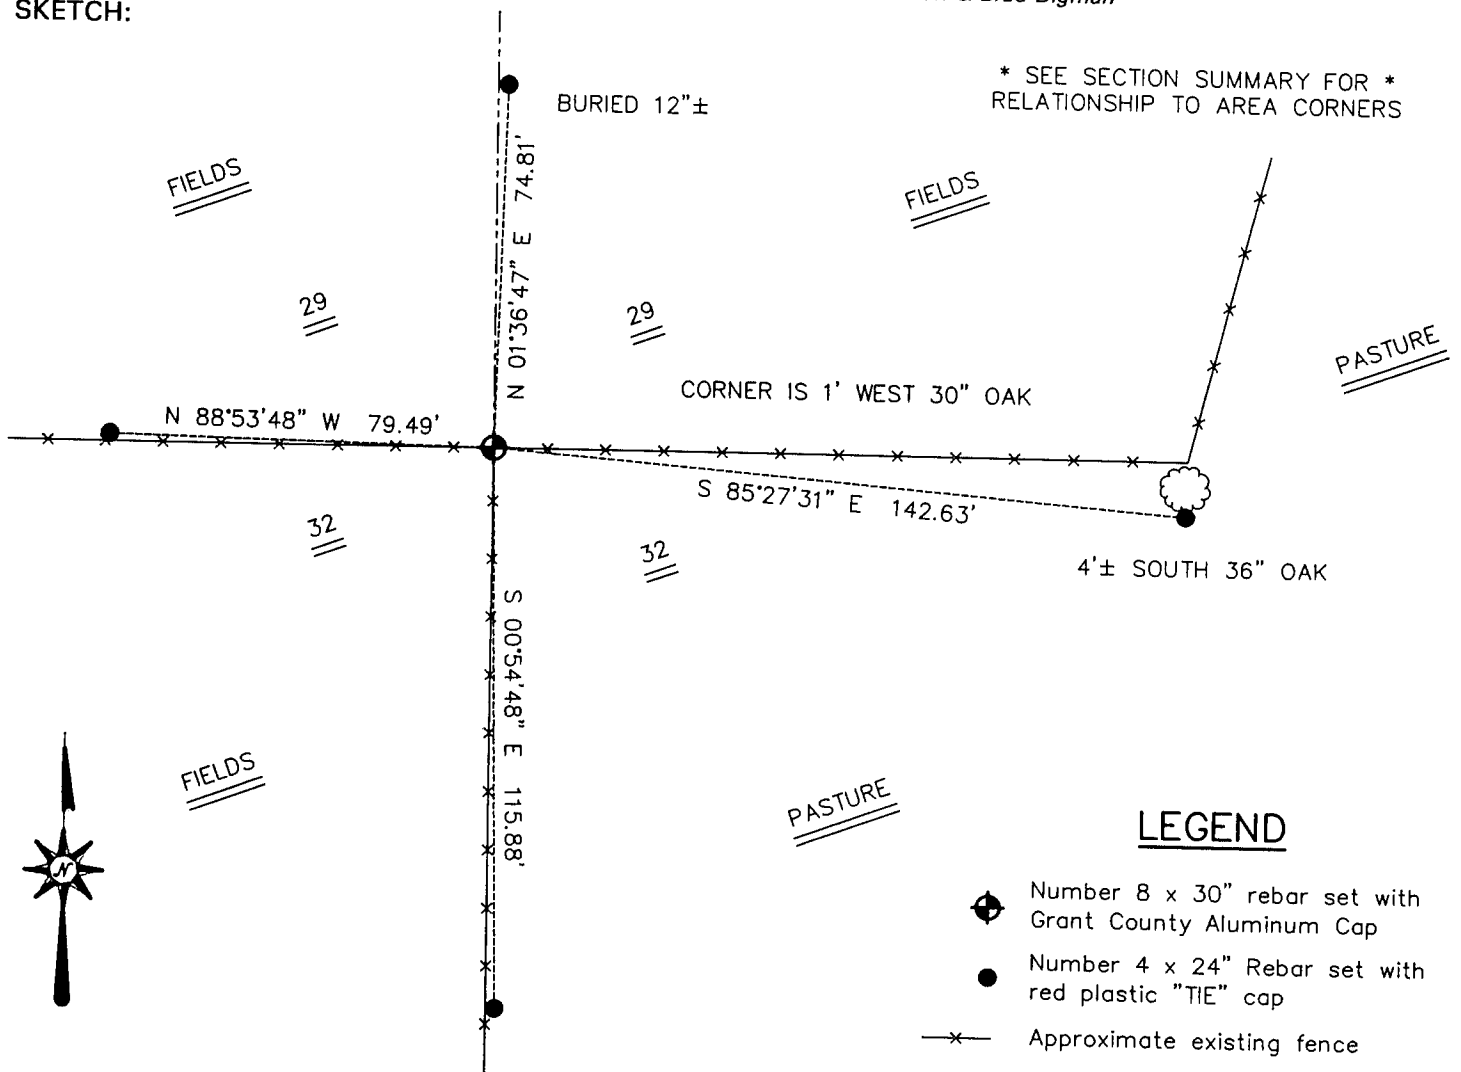 SKETCH:
Digman
* SEE SECTION SUMMARY FOR *
RELATIONSHIP TO AREA CORNERS
BURIED 12"±
FIELDS
FIELDS
N 01°36'47" E 74.81'
29
29
PASTURE
CORNER IS 1' WEST 30" OAK
N 88°53'48" W 79.49'
S 85°27'31" E 142.63'
32
32
4'± SOUTH 36" OAK
S 00°54'48" E 115.88'
FIELDS
PASTURE
N
LEGEND
Number 8 x 30" rebar set with
Grant County Aluminum Cap
Number 4 x 24" Rebar set with
red plastic "TIE" cap
Approximate existing fence